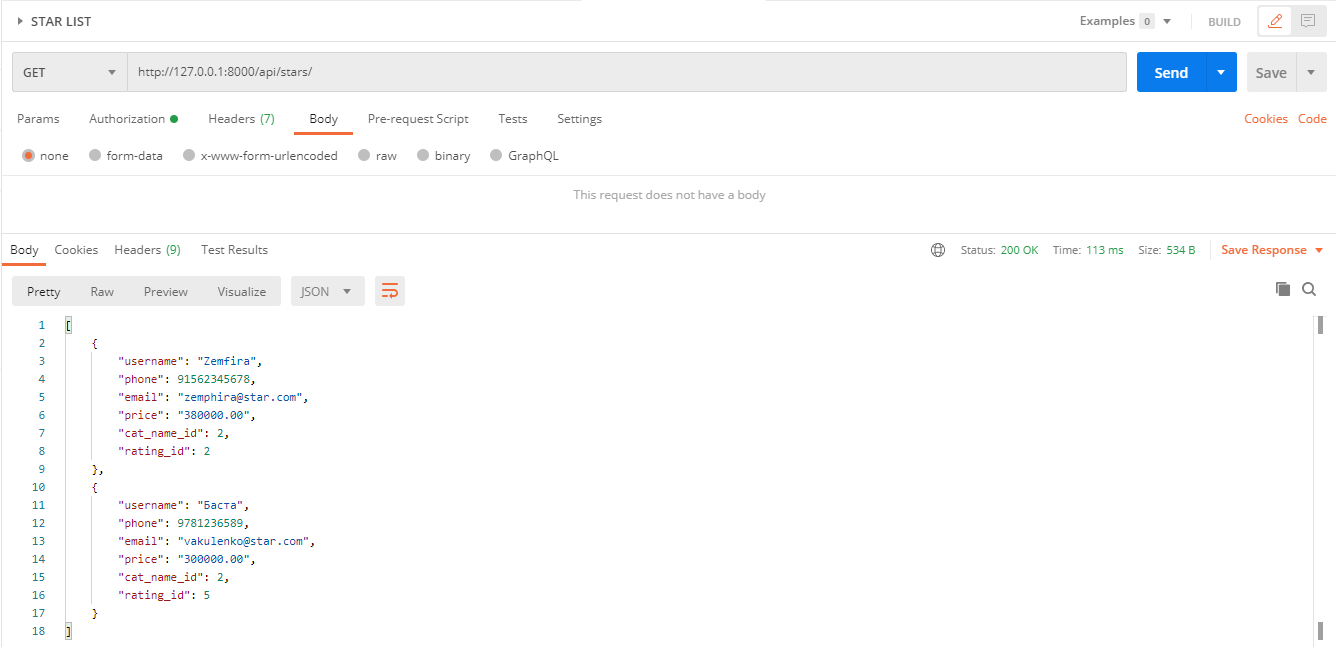 STAR LIST
Examples 0
BUILD
GET
http://127.0.0.1:8000/api/stars/
Send
Save
Params Authorization Headers (7) Body Pre-request Script Tests Settings Cookies Code
none form-data x-www-form-urlencoded raw binary GraphQL
This request does not have a body
Body Cookies Headers (9) Test Results Status: 200 OK Time: 113 ms Size: 534 B Save Response
Pretty Raw Preview Visualize JSON
1 [
2 {
3 "username": "Zemfira",
4 "phone": 91562345678,
5 "email": "zemphira@star.com",
6 "price": "380000.00",
7 "cat_name_id": 2,
8 "rating_id": 2
9 },
10 {
11 "username": "Баста",
12 "phone": 9781236589,
13 "email": "vakulenko@star.com",
14 "price": "300000.00",
15 "cat_name_id": 2,
16 "rating_id": 5
17 }
18 ]